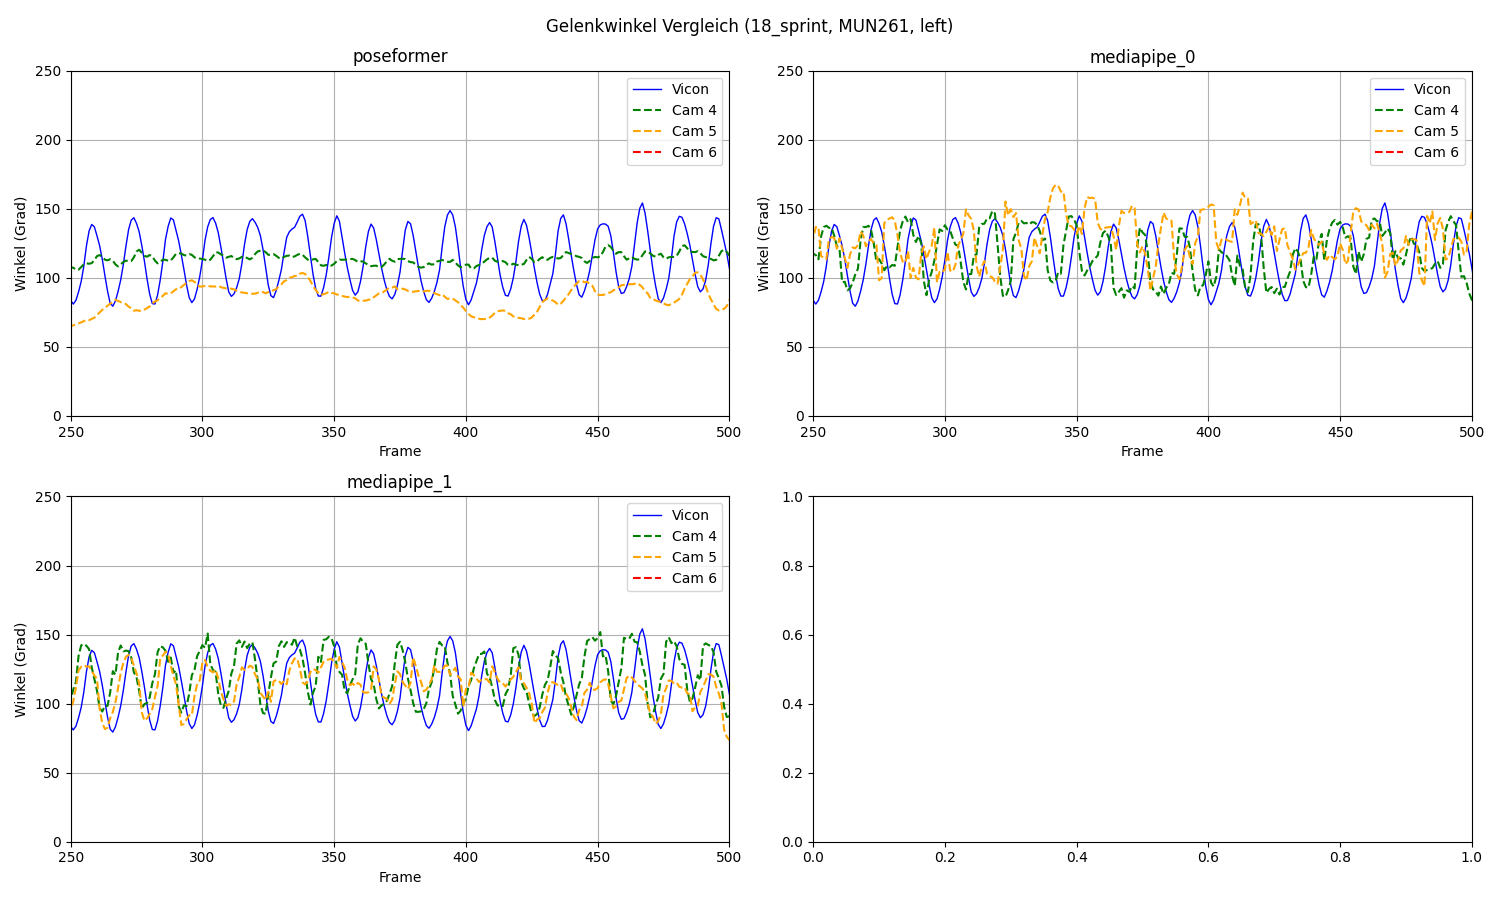 Gelenkwinkel Vergleich (18_sprint, MUN261, left)
poseformer
250
200
150
100
50
0
Winkel (Grad)
Vicon
Cam 4
Cam 5
Cam 6
250 300 350 400 450 500
Frame
mediapipe_0
250
200
150
100
50
0
Winkel (Grad)
Vicon
Cam 4
Cam 5
Cam 6
250 300 350 400 450 500
Frame
mediapipe_1
250
200
150
100
50
0
Winkel (Grad)
Vicon
Cam 4
Cam 5
Cam 6
250 300 350 400 450 500
Frame
1.0
0.8
0.6
0.4
0.2
0.0
0.0 0.2 0.4 0.6 0.8 1.0